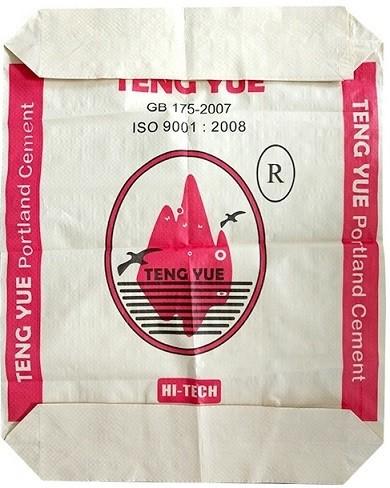 TENG YUE
GB 175-2007
ISO 9001 : 2008
R
TENG YUE
HI-TECH
TENG YUE Portland Cement
TENG YUE Portland Cement